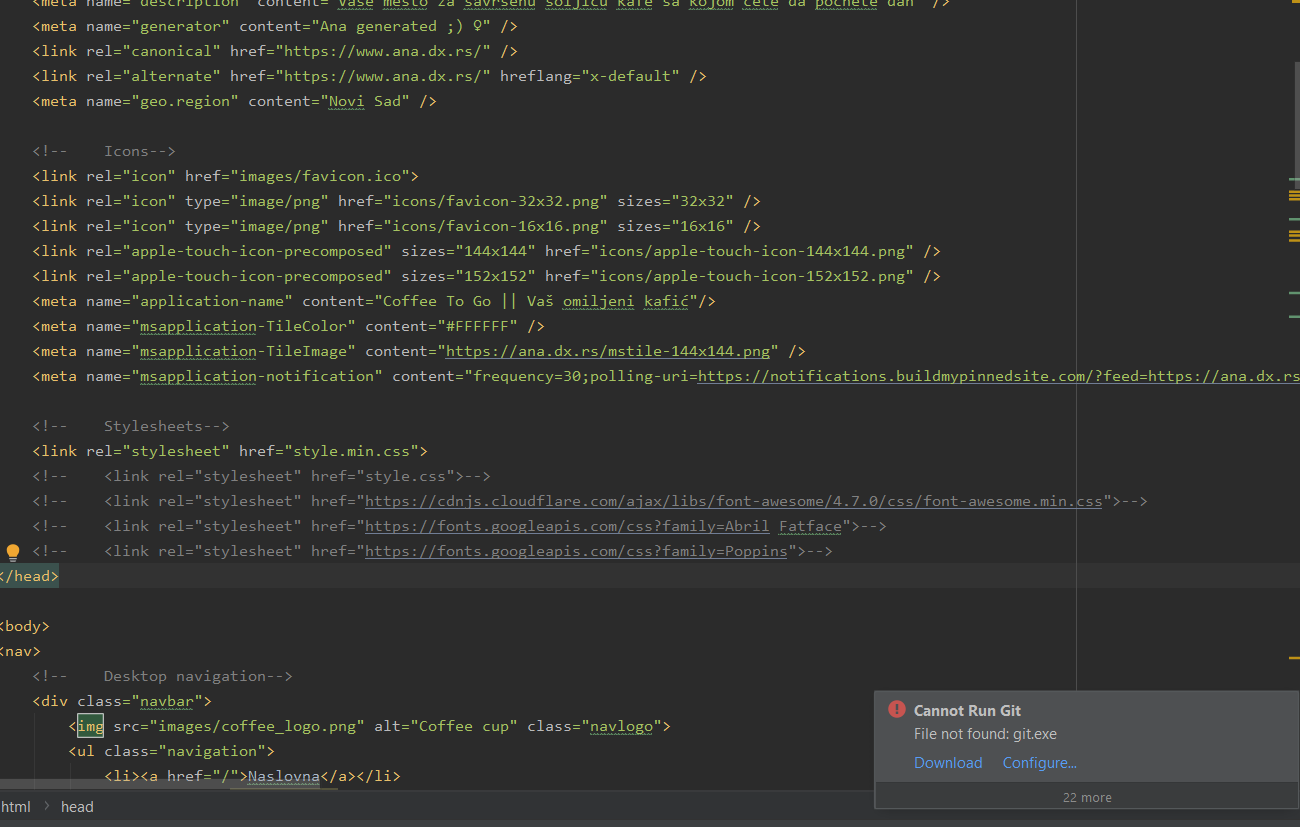 <meta name="description" content="Vaše mesto za savršenu šoljicu kafe sa kojom ćete da počnete dan" />
<meta name="generator" content="Ana generated ;) ♀" />
<link rel="canonical" href="https://www.ana.dx.rs/" />
<link rel="alternate" href="https://www.ana.dx.rs/" hreflang="x-default" />
<meta name="geo.region" content="Novi Sad" />
<!--    Icons-->
<link rel="icon" href="images/favicon.ico">
<link rel="icon" type="image/png" href="icons/favicon-32x32.png" sizes="32x32" />
<link rel="icon" type="image/png" href="icons/favicon-16x16.png" sizes="16x16" />
<link rel="apple-touch-icon-precomposed" sizes="144x144" href="icons/apple-touch-icon-144x144.png" />
<link rel="apple-touch-icon-precomposed" sizes="152x152" href="icons/apple-touch-icon-152x152.png" />
<meta name="application-name" content="Coffee To Go || Vaš omiljeni kafić"/>
<meta name="msapplication-TileColor" content="#FFFFFF" />
<meta name="msapplication-TileImage" content="https://ana.dx.rs/mstile-144x144.png" />
<meta name="msapplication-notification" content="frequency=30;polling-uri=https://notifications.buildmypinnedsite.com/?feed=https://ana.dx.rs
<!--    Stylesheets-->
<link rel="stylesheet" href="style.min.css">
<!--    <link rel="stylesheet" href="style.css">-->
<!--    <link rel="stylesheet" href="https://cdnjs.cloudflare.com/ajax/libs/font-awesome/4.7.0/css/font-awesome.min.css">-->
<!--    <link rel="stylesheet" href="https://fonts.googleapis.com/css?family=Abril Fatface">-->
<!--    <link rel="stylesheet" href="https://fonts.googleapis.com/css?family=Poppins">-->
</head>
<body>
<nav>
<!--    Desktop navigation-->
<div class="navbar">
<img src="images/coffee_logo.png" alt="Coffee cup" class="navlogo">
<ul class="navigation">
<li><a href="/">Naslovna</a></li>
Cannot Run Git
File not found: git.exe
Download Configure...
22 more
html > head